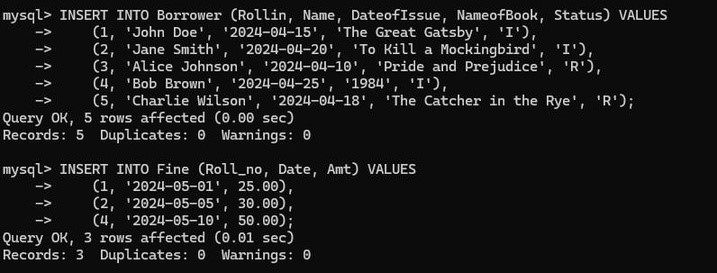 mysql> INSERT INTO Borrower (Rollin, Name, DateofIssue, NameofBook, Status) VALUES
    ->     (1, 'John Doe', '2024-04-15', 'The Great Gatsby', 'I'),
    ->     (2, 'Jane Smith', '2024-04-20', 'To Kill a Mockingbird', 'I'),
    ->     (3, 'Alice Johnson', '2024-04-10', 'Pride and Prejudice', 'R'),
    ->     (4, 'Bob Brown', '2024-04-25', '1984', 'I'),
    ->     (5, 'Charlie Wilson', '2024-04-18', 'The Catcher in the Rye', 'R');
Query OK, 5 rows affected (0.00 sec)
Records: 5  Duplicates: 0  Warnings: 0

mysql> INSERT INTO Fine (Roll_no, Date, Amt) VALUES
    ->     (1, '2024-05-01', 25.00),
    ->     (2, '2024-05-05', 30.00),
    ->     (4, '2024-05-10', 50.00);
Query OK, 3 rows affected (0.01 sec)
Records: 3  Duplicates: 0  Warnings: 0